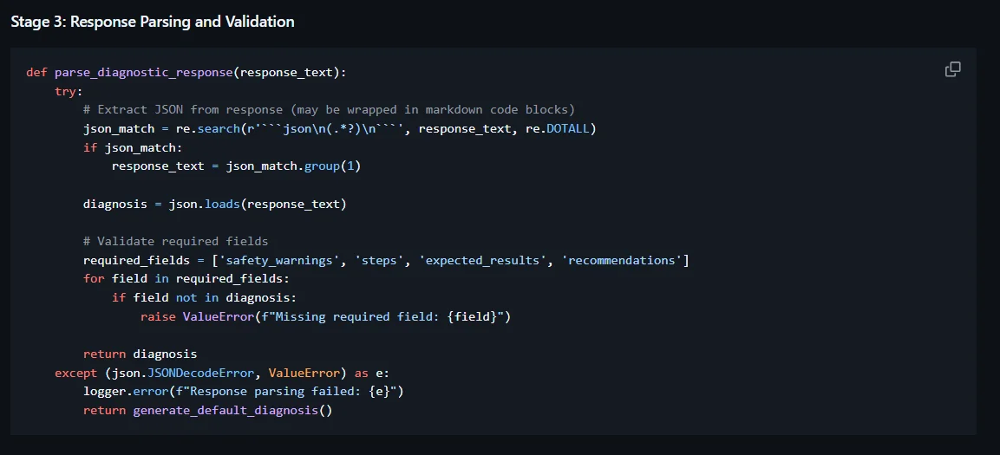 Stage 3: Response Parsing and Validation
def parse_diagnostic_response(response_text):
    try:
        # Extract JSON from response (may be wrapped in markdown code blocks)
        json_match = re.search(r'```json\n(.*?)\n```', response_text, re.DOTALL)
        if json_match:
            response_text = json_match.group(1)

        diagnosis = json.loads(response_text)

        # Validate required fields
        required_fields = ['safety_warnings', 'steps', 'expected_results', 'recommendations']
        for field in required_fields:
            if field not in diagnosis:
                raise ValueError(f"Missing required field: {field}")

        return diagnosis
    except (json.JSONDecodeError, ValueError) as e:
        logger.error(f"Response parsing failed: {e}")
        return generate_default_diagnosis()